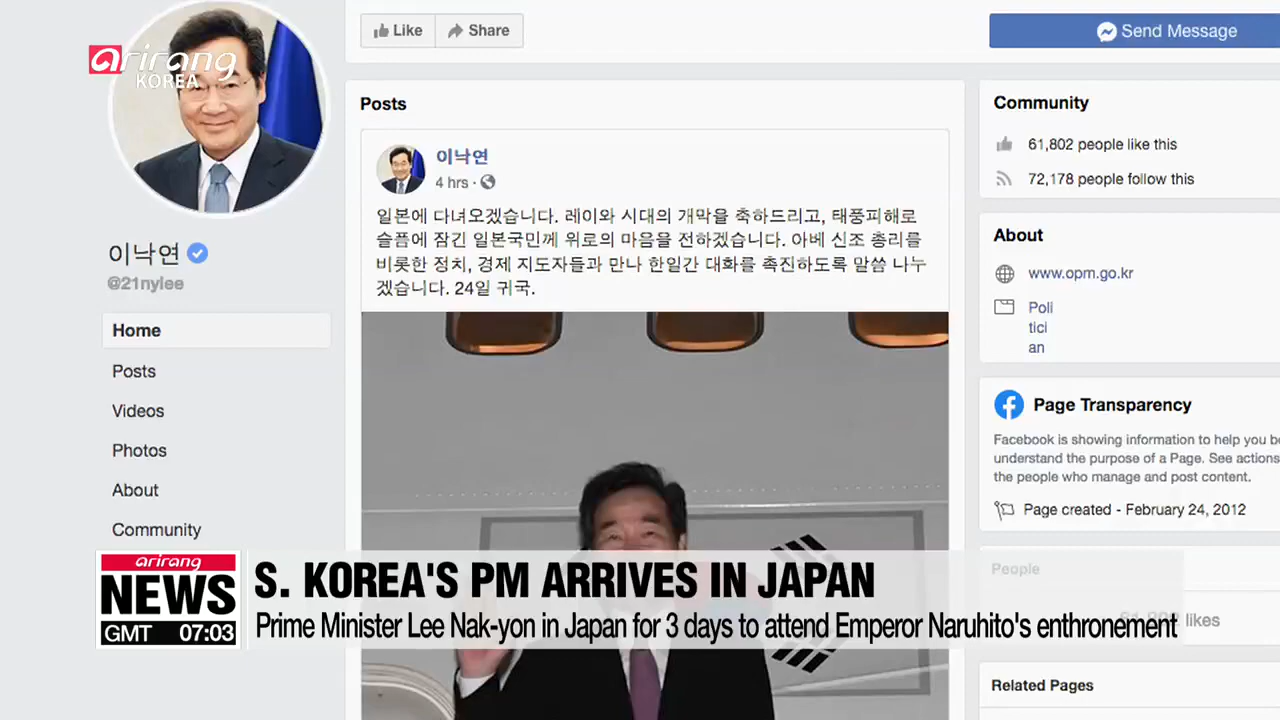 arirang
KOREA
Like
Share
Send Message
Posts
이낙연
4 hrs ·
일본에 다녀오겠습니다. 레이와 시대의 개막을 축하드리고, 태풍피해로
슬픔에 잠긴 일본국민께 위로의 마음을 전하겠습니다. 아베 신조 총리를
비롯한 정치, 경제 지도자들과 만나 한일간 대화를 촉진하도록 말씀 나누
겠습니다. 24일 귀국.
이낙연
@21nylee
Home
Posts
Videos
Photos
About
Community
Community
61,802 people like this
72,178 people follow this
About
www.opm.go.kr
Poli
tici
an
Page Transparency
Facebook is showing information to help you be
understand the purpose of a Page. See actions
the people who manage and post content.
Page created - February 24, 2012
People
likes
Related Pages
arirang
NEWS
GMT 07:03
S. KOREA'S PM ARRIVES IN JAPAN
Prime Minister Lee Nak-yon in Japan for 3 days to attend Emperor Naruhito's enthronement